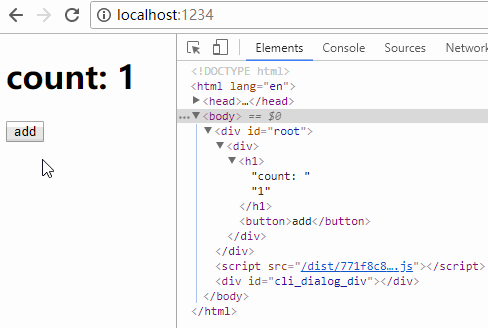 localhost:1234
count: 1
add
Elements Console Sources Network
<!DOCTYPE html>
<html lang="en">
<head>…</head>
<body> == $0
<div id="root">
<div>
<h1>
"count: "
"1"
</h1>
<button>add</button>
</div>
</div>
<script src="/dist/771f8c8….js"></script>
<div id="cli_dialog_div"></div>
</body>
</html>